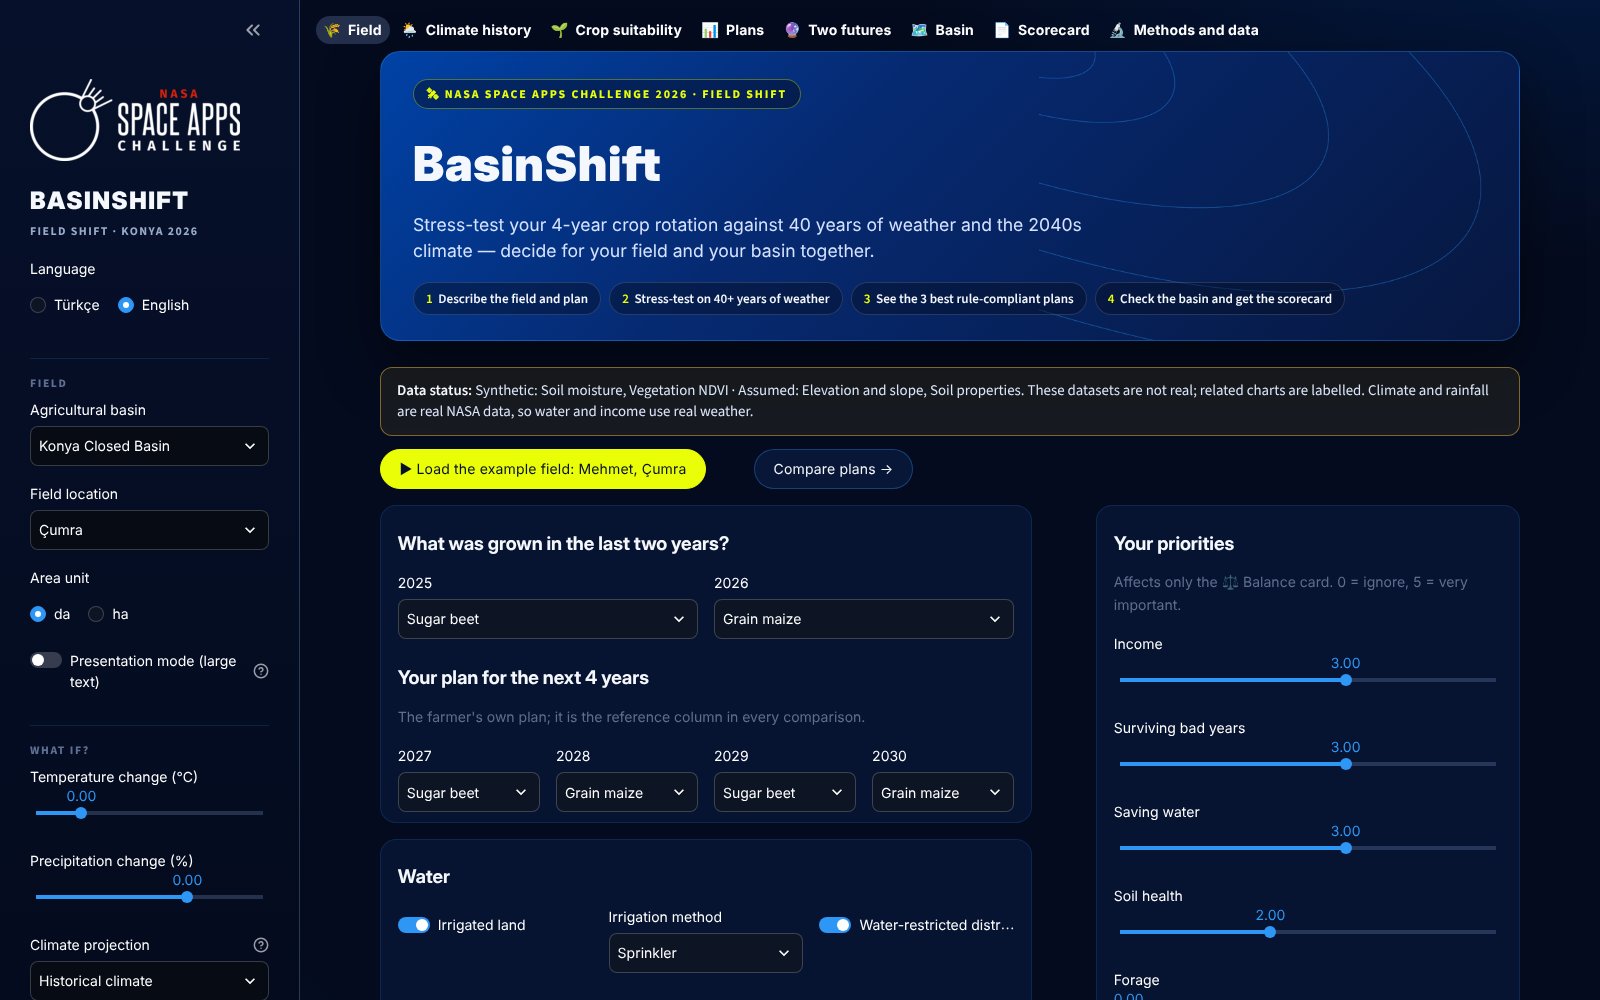 NASA
SPACE APPS
CHALLENGE
BASINSHIFT
FIELD SHIFT · KONYA 2026
Language
Türkçe
English
FIELD
Agricultural basin
Konya Closed Basin
Field location
Çumra
Area unit
da
ha
Presentation mode (large
text)
WHAT IF?
Temperature change (°C)
0.00
Precipitation change (%)
0.00
Climate projection
Historical climate
Field
Climate history
Crop suitability
Plans
Two futures
Basin
Scorecard
Methods and data
NASA SPACE APPS CHALLENGE 2026 · FIELD SHIFT
BasinShift
Stress-test your 4-year crop rotation against 40 years of weather and the 2040s
climate — decide for your field and your basin together.
1 Describe the field and plan
2 Stress-test on 40+ years of weather
3 See the 3 best rule-compliant plans
4 Check the basin and get the scorecard
Data status: Synthetic: Soil moisture, Vegetation NDVI · Assumed: Elevation and slope, Soil properties. These datasets are not real; related charts are labelled. Climate and rainfall
are real NASA data, so water and income use real weather.
▶ Load the example field: Mehmet, Çumra
Compare plans →
What was grown in the last two years?
2025
2026
Sugar beet
Grain maize
Your plan for the next 4 years
The farmer's own plan; it is the reference column in every comparison.
2027
2028
2029
2030
Sugar beet
Grain maize
Sugar beet
Grain maize
Water
Irrigated land
Irrigation method
Sprinkler
Water-restricted distr...
Your priorities
Affects only the ⚖️ Balance card. 0 = ignore, 5 = very
important.
Income
3.00
Surviving bad years
3.00
Saving water
3.00
Soil health
2.00
Forage
0.00